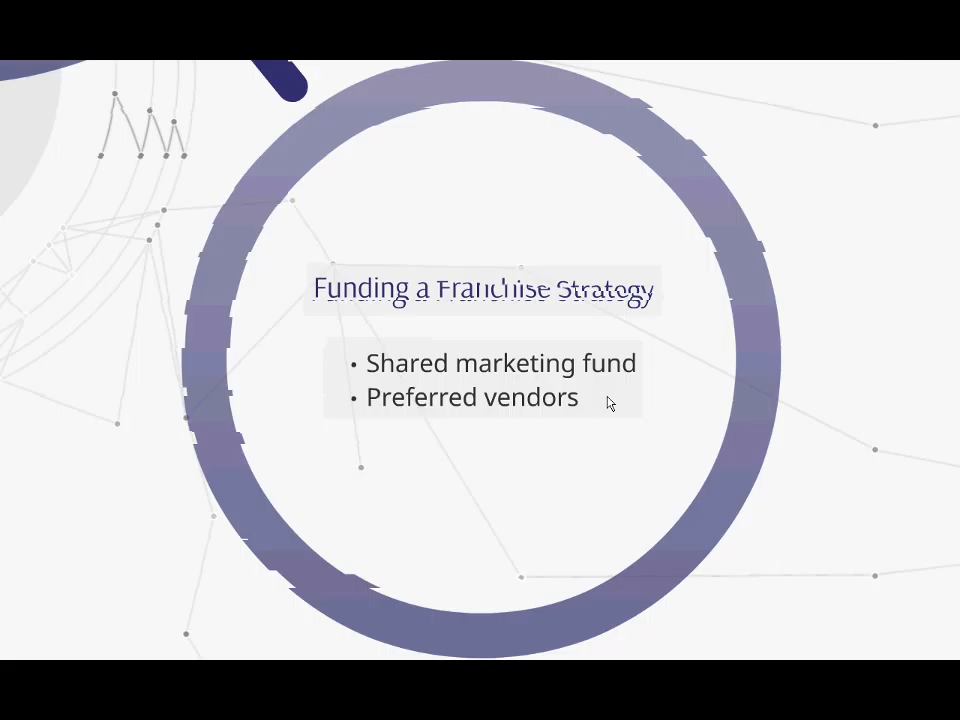 Funding a Franchise Strategy
• Shared marketing fund
• Preferred vendors